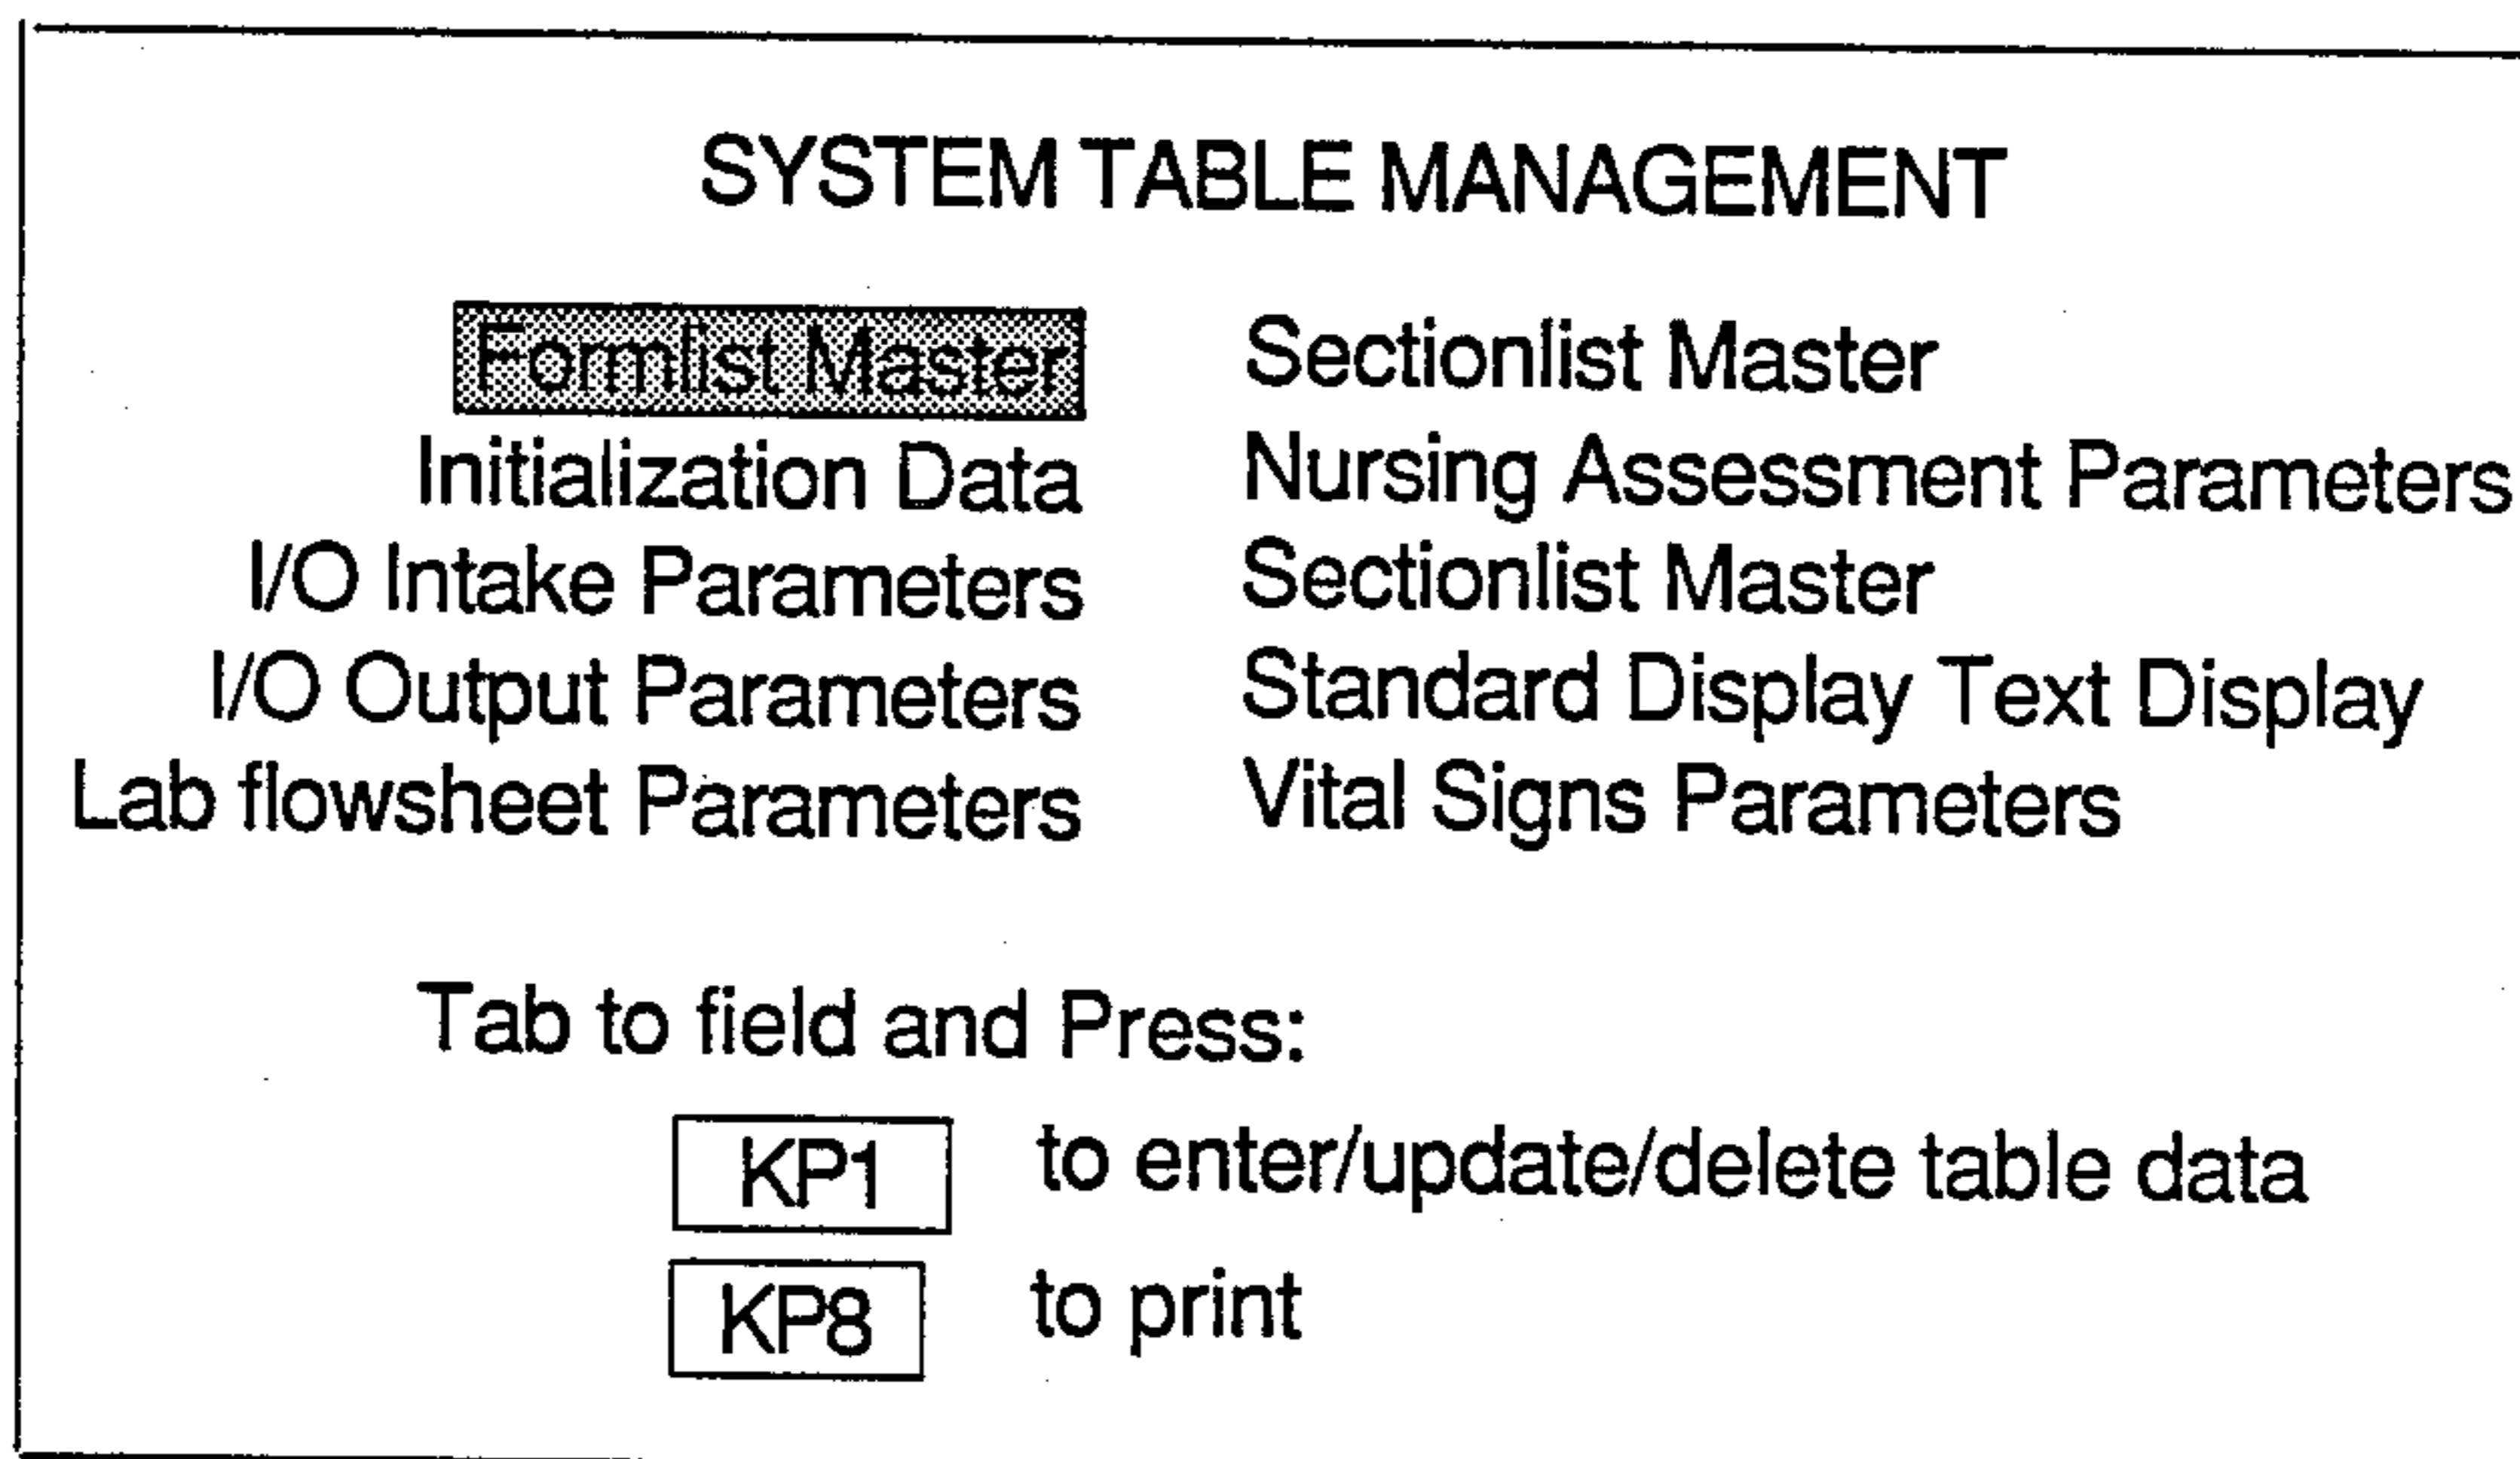 SYSTEM TABLE MANAGEMENT
Formlist Master Sectionlist Master
Initialization Data Nursing Assessment Parameters
I/O Intake Parameters Sectionlist Master
I/O Output Parameters Standard Display Text Display
Lab flowsheet Parameters Vital Signs Parameters
Tab to field and Press:
KP1 to enter/update/delete table data
KP8 to print